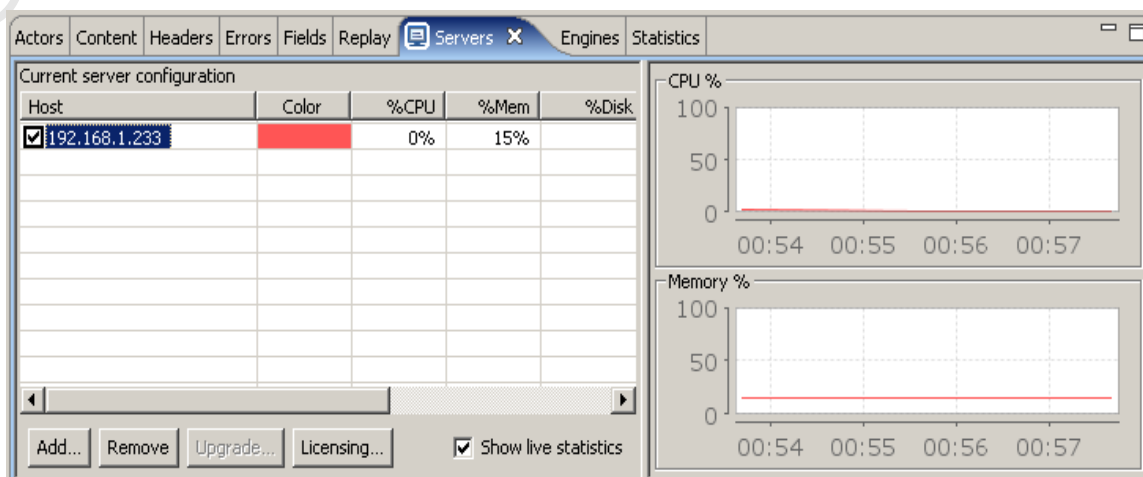 Actors Content Headers Errors Fields Replay Servers Engines Statistics
Current server configuration
Host Color %CPU %Mem %Disk
192.168.1.233 0% 15%
Add... Remove Upgrade... Licensing... Show live statistics
CPU %
100
50
0
00:54 00:55 00:56 00:57
Memory %
100
50
0
00:54 00:55 00:56 00:57